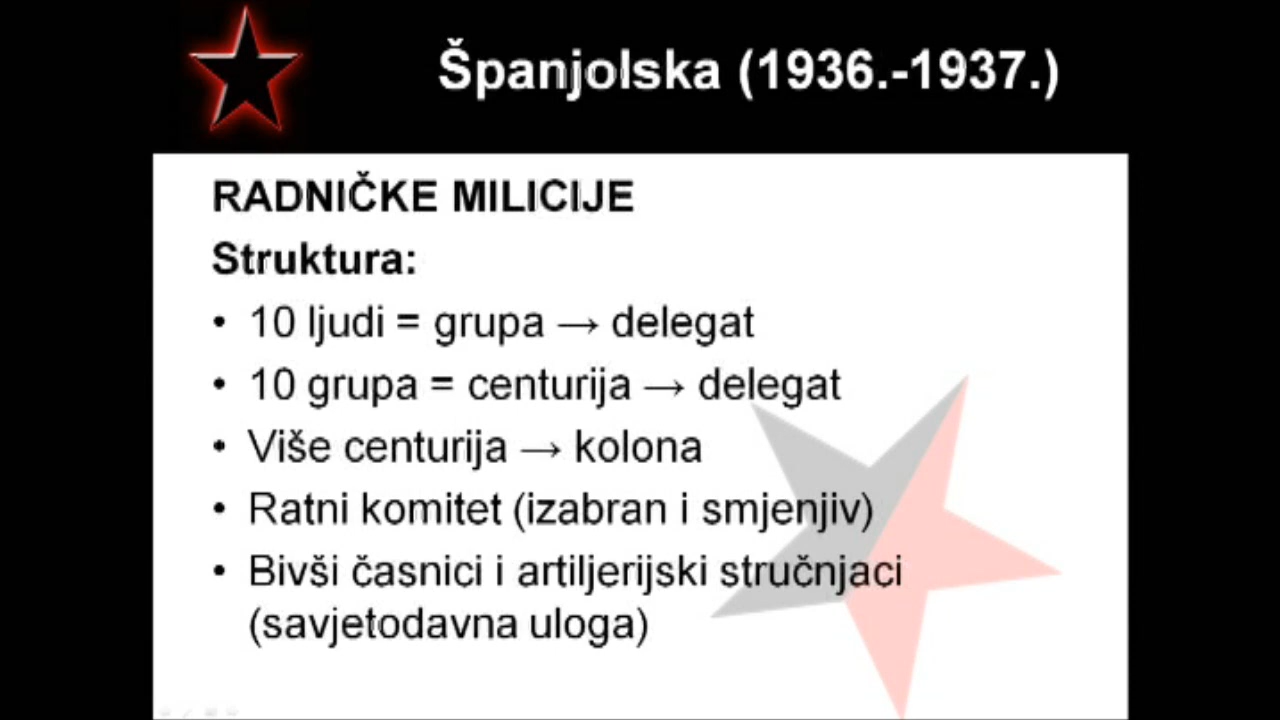 Španjolska (1936.-1937.)
RADNIČKE MILICIJE
Struktura:
• 10 ljudi = grupa → delegat
• 10 grupa = centurija → delegat
• Više centurija → kolona
• Ratni komitet (izabran i smjenjiv)
• Bivši časnici i artiljerijski stručnjaci
(savjetodavna uloga)